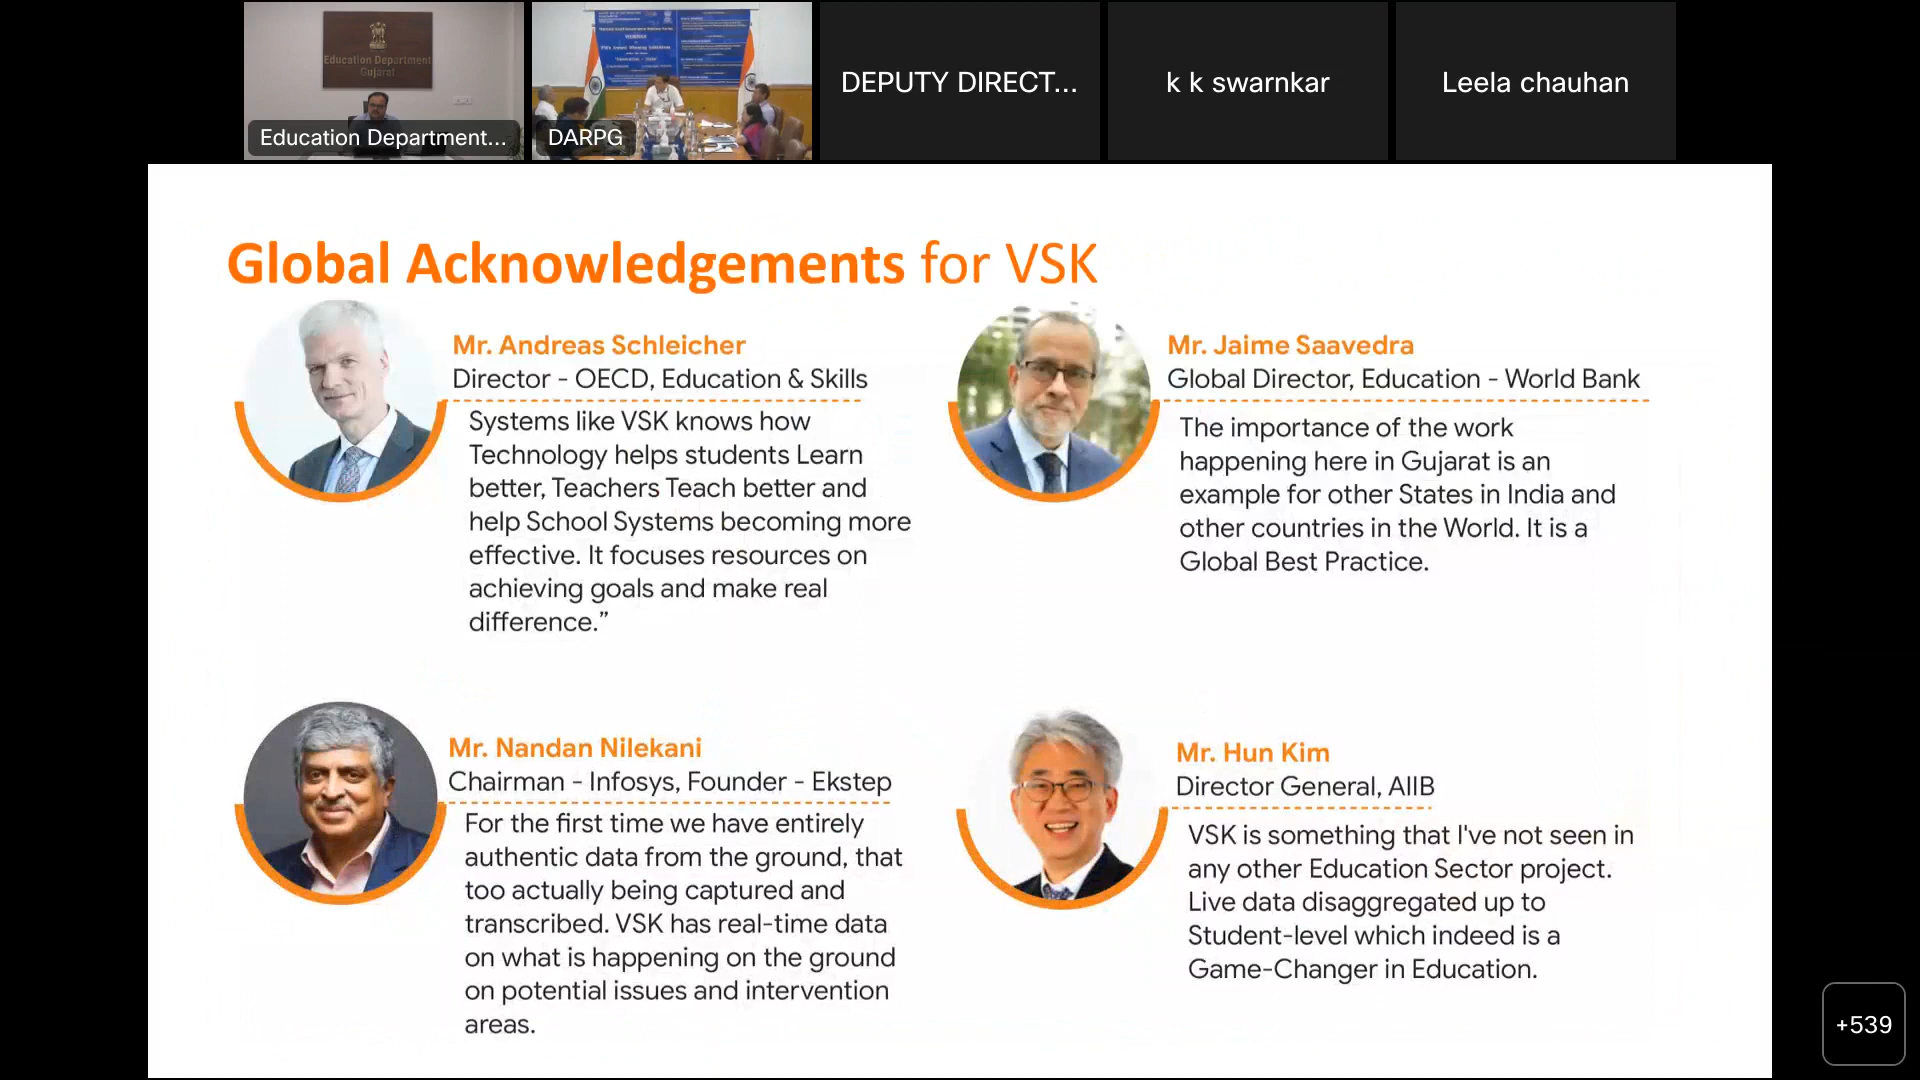 Education Department
Gujarat
Education Department...
DARPG
DEPUTY DIRECT...
k k swarnkar
Leela chauhan
Global Acknowledgements for VSK
Mr. Andreas Schleicher
Director - OECD, Education & Skills
Systems like VSK knows how
Technology helps students Learn
better, Teachers Teach better and
help School Systems becoming more
effective. It focuses resources on
achieving goals and make real
difference.”
Mr. Jaime Saavedra
Global Director, Education - World Bank
The importance of the work
happening here in Gujarat is an
example for other States in India and
other countries in the World. It is a
Global Best Practice.
Mr. Nandan Nilekani
Chairman - Infosys, Founder - Ekstep
For the first time we have entirely
authentic data from the ground, that
too actually being captured and
transcribed. VSK has real-time data
on what is happening on the ground
on potential issues and intervention
areas.
Mr. Hun Kim
Director General, AIIB
VSK is something that I've not seen in
any other Education Sector project.
Live data disaggregated up to
Student-level which indeed is a
Game-Changer in Education.
+539